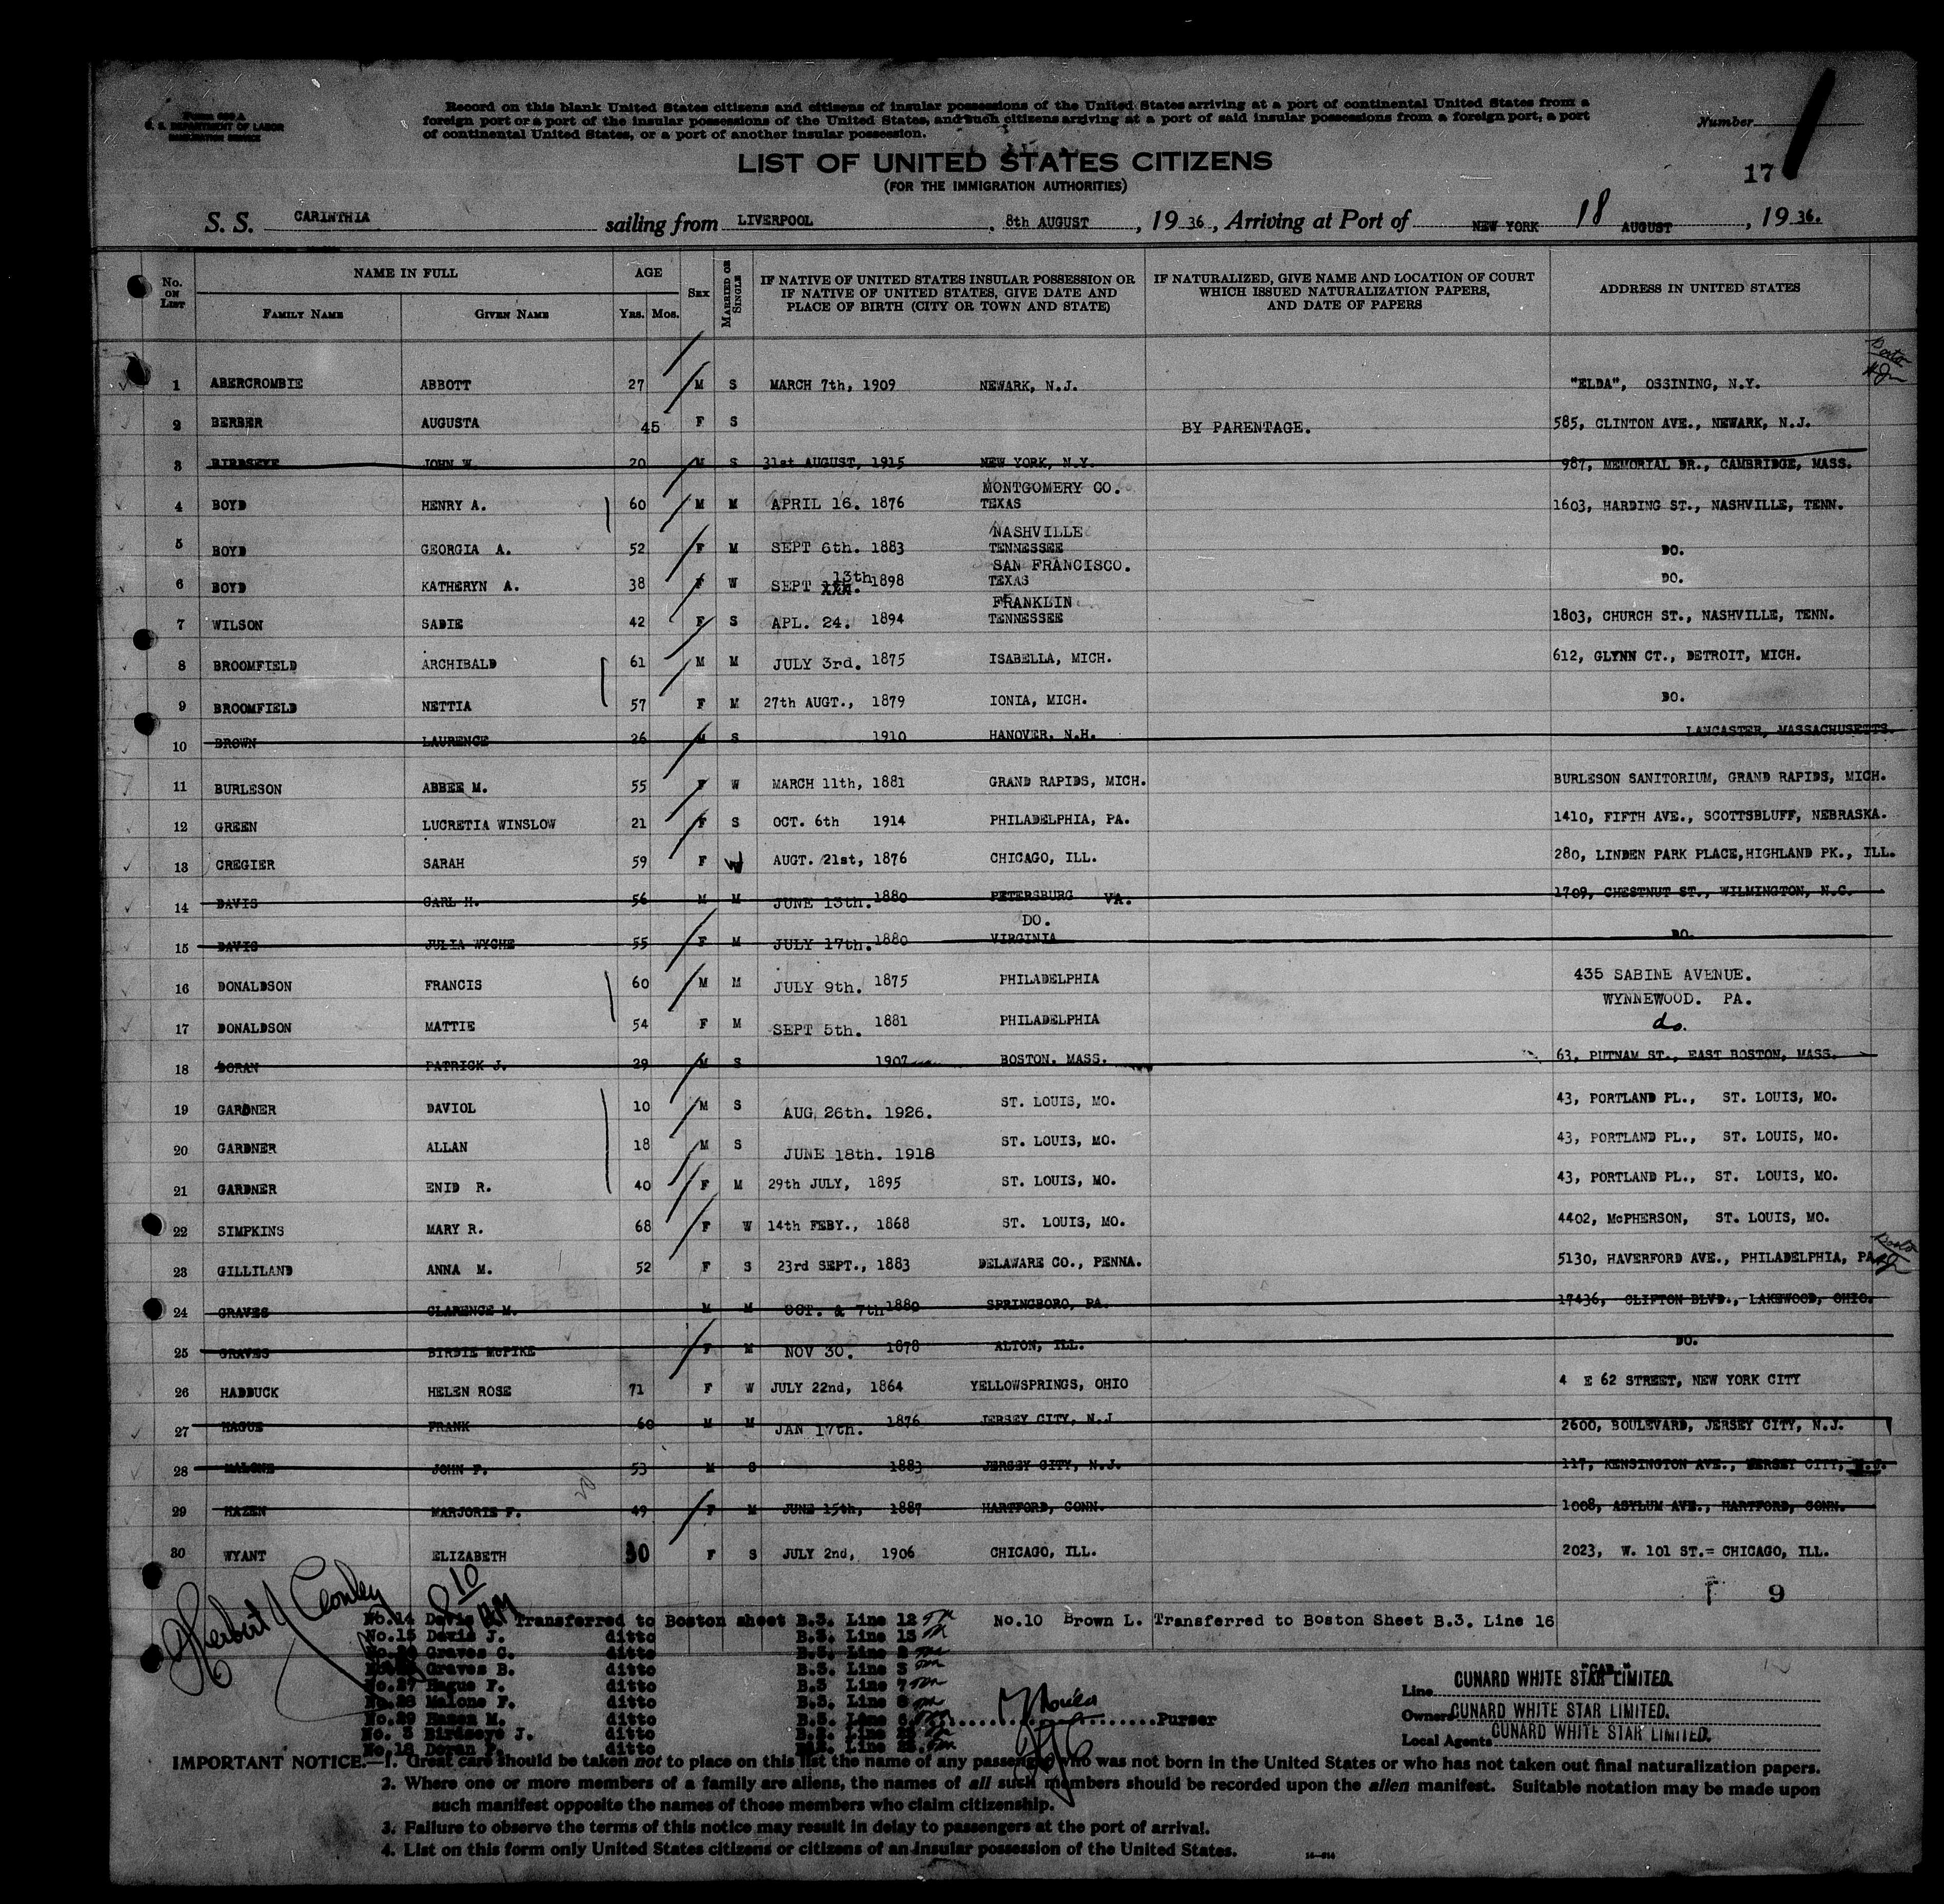 Form 630 A
U. S. DEPARTMENT OF LABOR
IMMIGRATION SERVICE
Record on this blank United States citizens and citizens of insular possessions of the United States arriving at a port of continental United States from a
foreign port or a port of the insular possessions of the United States, and such citizens arriving at a port of said insular possessions from a foreign port, a port
of continental United States, or a port of another insular possession.
Number
LIST OF UNITED STATES CITIZENS
(FOR THE IMMIGRATION AUTHORITIES)
17 1
S. S. CARINTHIA sailing from LIVERPOOL, 8th AUGUST, 19 36, Arriving at Port of NEW YORK 18 AUGUST, 19 36.
No. ON LIST NAME IN FULL FAMILY NAME GIVEN NAME AGE YRS. MOS. SEX MARRIED OR SINGLE IF NATIVE OF UNITED STATES INSULAR POSSESSION OR IF NATIVE OF UNITED STATES, GIVE DATE AND PLACE OF BIRTH (CITY OR TOWN AND STATE) IF NATURALIZED, GIVE NAME AND LOCATION OF COURT WHICH ISSUED NATURALIZATION PAPERS, AND DATE OF PAPERS ADDRESS IN UNITED STATES
1 ABERCROMBIE ABBOTT 27 M S MARCH 7th, 1909 NEWARK, N.J. "ELDA", OSSINING, N.Y.
2 BERBER AUGUSTA 45 F S BY PARENTAGE. 585, CLINTON AVE., NEWARK, N.J.
3 BIRDSEYE JOHN W. 20 M S 31st AUGUST, 1915 NEW YORK, N.Y. 987, MEMORIAL DR., CAMBRIDGE, MASS.
4 BOYD HENRY A. 60 M M APRIL 16. 1876 MONTGOMERY CO. TEXAS 1603, HARDING ST., NASHVILLE, TENN.
5 BOYD GEORGIA A. 52 F M SEPT 6th. 1883 NASHVILLE TENNESSEE DO.
6 BOYD KATHERYN A. 38 F W SEPT 13th 1898 SAN FRANCISCO. TEXAS DO.
7 WILSON SADIE 42 F S APL. 24. 1894 FRANKLIN TENNESSEE 1803, CHURCH ST., NASHVILLE, TENN.
8 BROOMFIELD ARCHIBALD 61 M M JULY 3rd. 1875 ISABELLA, MICH. 612, GLYNN CT., DETROIT, MICH.
9 BROOMFIELD NETTIA 57 F M 27th AUGT., 1879 IONIA, MICH. DO.
10 BROWN LAURENCE 26 M S 1910 HANOVER, N.H. LANCASTER, MASSACHUSETTS.
11 BURLESON ABBEE M. 55 F W MARCH 11th, 1881 GRAND RAPIDS, MICH. BURLESON SANITORIUM, GRAND RAPIDS, MICH.
12 GREEN LUCRETIA WINSLOW 21 F S OCT. 6th 1914 PHILADELPHIA, PA. 1410, FIFTH AVE., SCOTTSBLUFF, NEBRASKA.
13 CREGIER SARAH 59 F W AUGT. 21st, 1876 CHICAGO, ILL. 280, LINDEN PARK PLACE, HIGHLAND PK., ILL.
14 DAVIS CARL H. 56 M M JUNE 13th. 1880 PETERSBURG VA. 1709, CHESTNUT ST., WILMINGTON, N.C.
15 DAVIS JULIA WYCHE 55 F M JULY 17th. 1880 DO. VIRGINIA DO.
16 DONALDSON FRANCIS 60 M M JULY 9th. 1875 PHILADELPHIA 435 SABINE AVENUE. WYNNEWOOD. PA.
17 DONALDSON MATTIE 54 F M SEPT 5th. 1881 PHILADELPHIA do.
18 DORAN PATRICK J. 29 M S 1907 BOSTON. MASS. 63, PUTNAM ST., EAST BOSTON, MASS.
19 GARDNER DAVIOL 10 M S AUG. 26th. 1926. ST. LOUIS, MO. 43, PORTLAND PL., ST. LOUIS, MO.
20 GARDNER ALLAN 18 M S JUNE 18th. 1918 ST. LOUIS, MO. 43, PORTLAND PL., ST. LOUIS, MO.
21 GARDNER ENID R. 40 F M 29th JULY, 1895 ST. LOUIS, MO. 43, PORTLAND PL., ST. LOUIS, MO.
22 SIMPKINS MARY R. 68 F W 14th FEBY., 1868 ST. LOUIS, MO. 4402, McPHERSON, ST. LOUIS, MO.
23 GILLILAND ANNA M. 52 F S 23rd SEPT., 1883 DELAWARE CO., PENNA. 5130, HAVERFORD AVE., PHILADELPHIA, PA
24 GRAVES CLARENCE M. M M OCT. & 7th 1880 SPRINGBORO, PA. 17436, CLIFTON BLVD., LAKEWOOD, OHIO.
25 GRAVES BIRDIE McPIKE F M NOV 30. 1878 ALTON, ILL. DO.
26 HADDUCK HELEN ROSE 71 F W JULY 22nd, 1864 YELLOWSPRINGS, OHIO 4 E 62 STREET, NEW YORK CITY
27 HAGUE FRANK 60 M M JAN 17th. 1876 JERSEY CITY, N.J 2600, BOULEVARD, JERSEY CITY, N.J.
28 MALONE JOHN F. 53 M S 1883 JERSEY CITY, N.J. 117, KENSINGTON AVE., JERSEY CITY, N.J.
29 HAZEN MARJORIE F. 49 F M JUNE 15th, 1887 HARTFORD, CONN. 1008, ASYLUM AVE., HARTFORD, CONN.
30 WYANT ELIZABETH 30 F S JULY 2nd, 1906 CHICAGO, ILL. 2023, W. 101 ST.= CHICAGO, ILL.
9
No.14 Davis Transferred to Boston sheet B.3. Line 12 No.10 Brown L. Transferred to Boston Sheet B.3. Line 16
No.15 Davis J. ditto B.3. Line 13
Graves C. ditto B.3. Line 2
Graves B. ditto B.3. Line 3
No.27 Hague F. ditto B.3 Line 7
No.28 Malone F. ditto B.3. Line 8
No.29 Hazen M. ditto B.3. Line
No. 3 Birdseye J. ditto Line
No.18 Doran P. ditto Line
Purser
Line CUNARD WHITE STAR LIMITED.
Owners CUNARD WHITE STAR LIMITED.
Local Agents CUNARD WHITE STAR LIMITED.
IMPORTANT NOTICE.—1. Great care should be taken not to place on this list the name of any passenger who was not born in the United States or who has not taken out final naturalization papers.
2. Where one or more members of a family are aliens, the names of all such members should be recorded upon the alien manifest. Suitable notation may be made upon
such manifest opposite the names of those members who claim citizenship.
3. Failure to observe the terms of this notice may result in delay to passengers at the port of arrival.
4. List on this form only United States citizens or citizens of an insular possession of the United States.